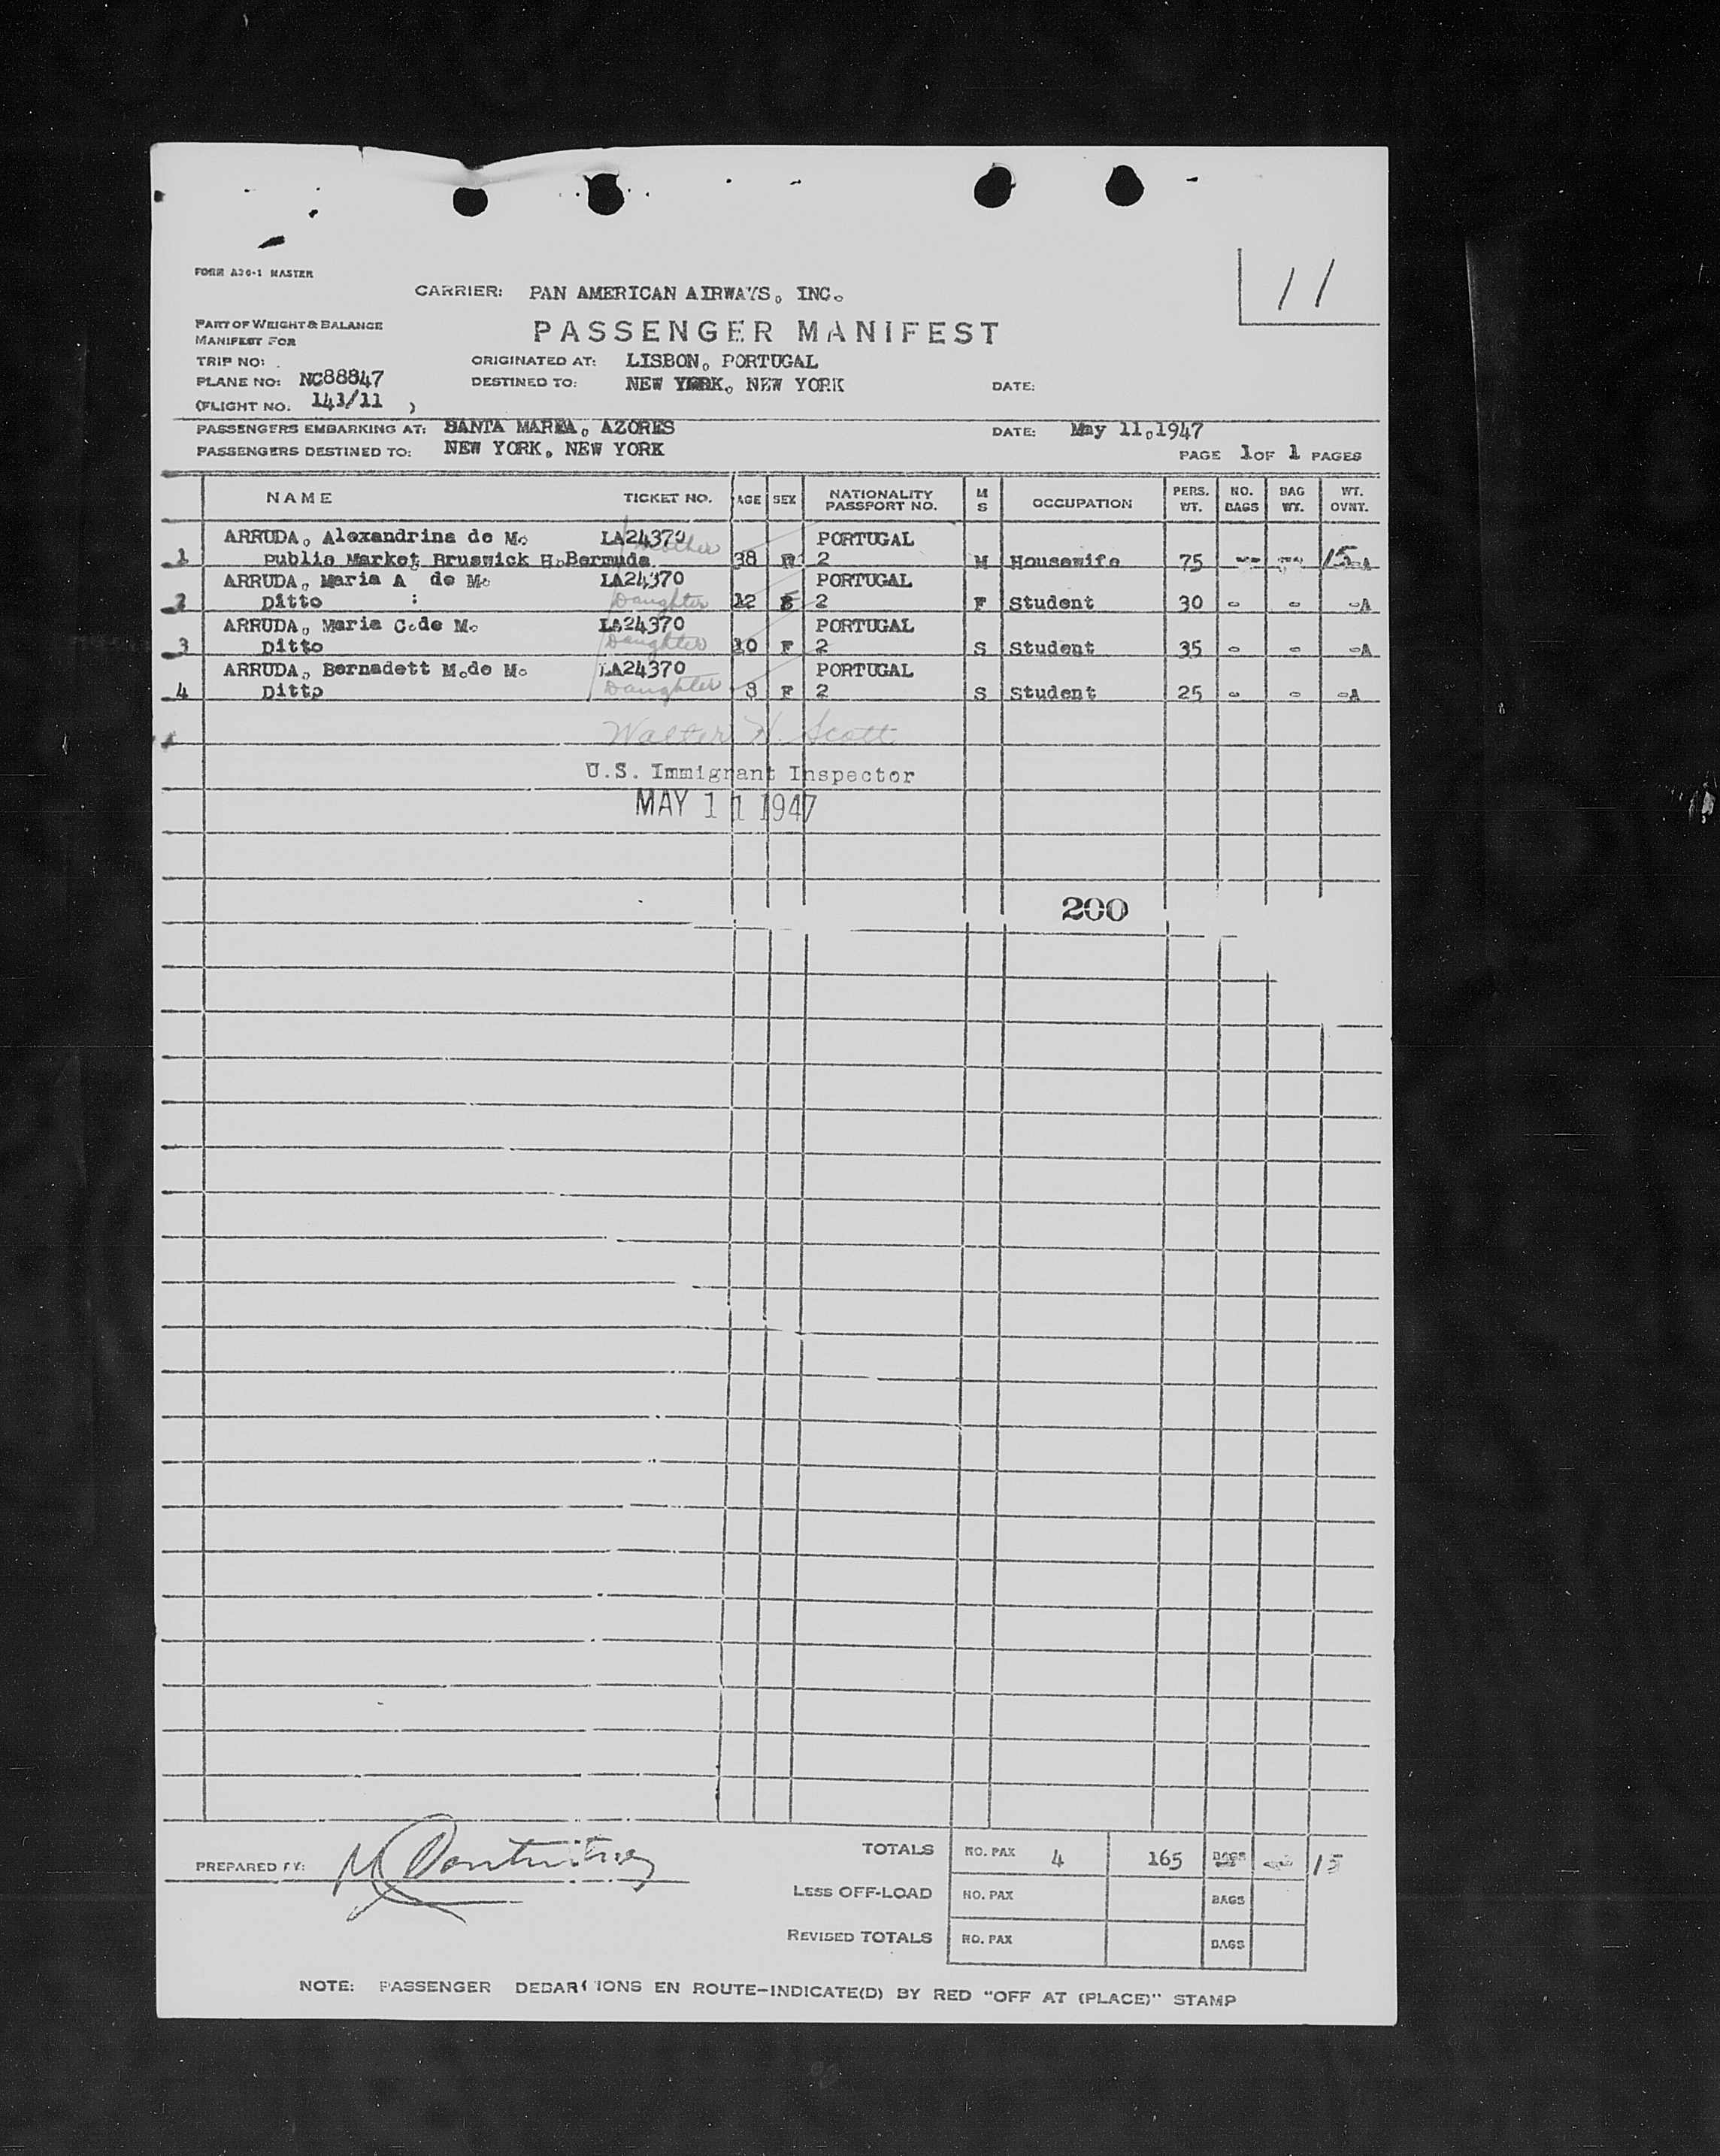 11
FORM A30-1 MASTER
CARRIER: PAN AMERICAN AIRWAYS, INC.
PART OF WEIGHT & BALANCE
MANIFEST FOR
PASSENGER MANIFEST
TRIP NO:
ORIGINATED AT: LISBON, PORTUGAL
PLANE NO: NC88847
DESTINED TO: NEW YORK, NEW YORK DATE:
(FLIGHT NO. 141/11 )
PASSENGERS EMBARKING AT: SANTA MARIA, AZORES DATE: May 11,1947
PASSENGERS DESTINED TO: NEW YORK, NEW YORK PAGE 1 OF 1 PAGES
NAME TICKET NO. AGE SEX NATIONALITY PASSPORT NO. M S OCCUPATION PERS. WT. NO. BAGS BAG WT. WT. OVNT.
ARRUDA, Alexandrina de M. LA24370 PORTUGAL
1 Public Market Bruswick H.Bermuda Mother 38 2 M Housewife 75 -- -- 15-A
ARRUDA, Maria A de M. LA24370 PORTUGAL
2 Ditto : Daughter 12 2 F Student 30 - - -A
ARRUDA, Maria C.de M. LA24370 PORTUGAL
3 Ditto Daughter 10 F 2 S Student 35 - - -A
ARRUDA, Bernadett M.de M. LA24370 PORTUGAL
4 Ditto Daughter 8 F 2 S Student 25 - - -A
Walter H. Scott
U.S. Immigrant Inspector
MAY 11 1947
200
PREPARED BY:
TOTALS NO. PAX 4 165 BAGS 15
LESS OFF-LOAD NO. PAX BAGS
REVISED TOTALS NO. PAX BAGS
NOTE: PASSENGER DEBARKATIONS EN ROUTE-INDICATE(D) BY RED "OFF AT (PLACE)" STAMP